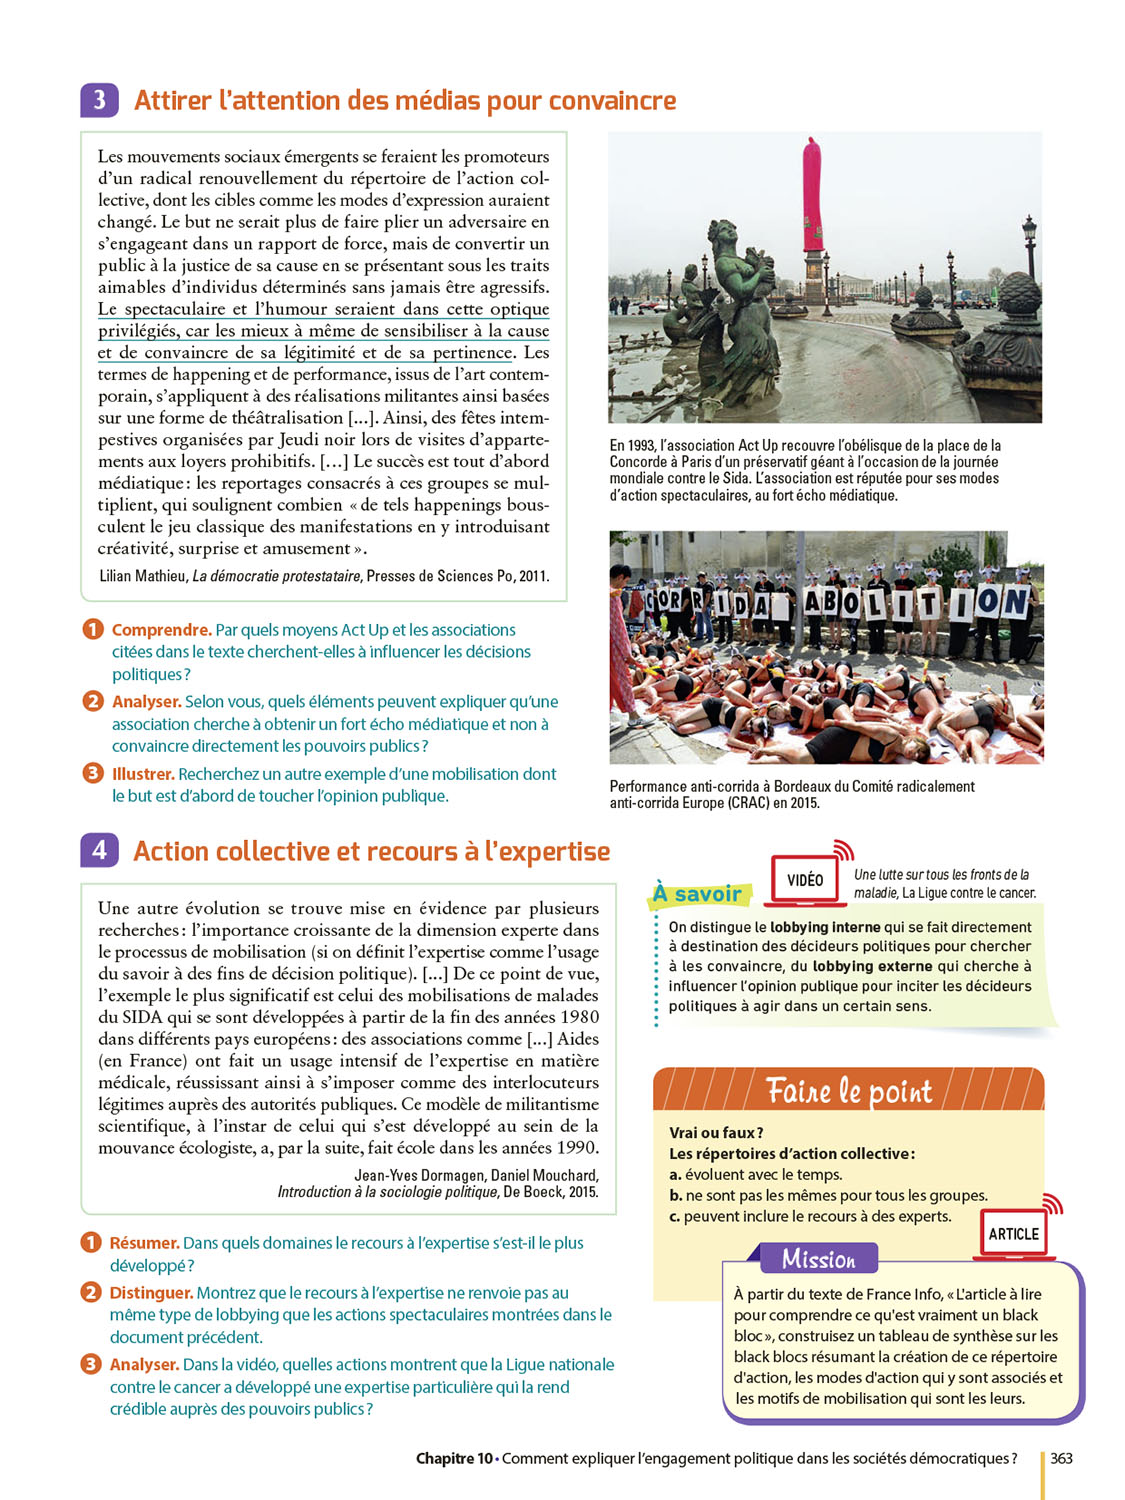 3 Attirer l’attention des médias pour convaincre
Les mouvements sociaux émergents se feraient les promoteurs
d’un radical renouvellement du répertoire de l’action col-
lective, dont les cibles comme les modes d’expression auraient
changé. Le but ne serait plus de faire plier un adversaire en
s’engageant dans un rapport de force, mais de convertir un
public à la justice de sa cause en se présentant sous les traits
aimables d’individus déterminés sans jamais être agressifs.
Le spectaculaire et l’humour seraient dans cette optique
privilégiés, car les mieux à même de sensibiliser à la cause
et de convaincre de sa légitimité et de sa pertinence. Les
termes de happening et de performance, issus de l’art contem-
porain, s’appliquent à des réalisations militantes ainsi basées
sur une forme de théâtralisation [...]. Ainsi, des fêtes intem-
pestives organisées par Jeudi noir lors de visites d’apparte-
ments aux loyers prohibitifs. [...] Le succès est tout d’abord
médiatique : les reportages consacrés à ces groupes se mul-
tiplient, qui soulignent combien « de tels happenings bous-
culent le jeu classique des manifestations en y introduisant
créativité, surprise et amusement ».
Lilian Mathieu, La démocratie protestataire, Presses de Sciences Po, 2011.
1 Comprendre. Par quels moyens Act Up et les associations
citées dans le texte cherchent-elles à influencer les décisions
politiques ?
2 Analyser. Selon vous, quels éléments peuvent expliquer qu’une
association cherche à obtenir un fort écho médiatique et non à
convaincre directement les pouvoirs publics ?
3 Illustrer. Recherchez un autre exemple d’une mobilisation dont
le but est d’abord de toucher l’opinion publique.
En 1993, l’association Act Up recouvre l’obélisque de la place de la
Concorde à Paris d’un préservatif géant à l’occasion de la journée
mondiale contre le Sida. L’association est réputée pour ses modes
d’action spectaculaires, au fort écho médiatique.
CORRIDA ABOLITION
Performance anti-corrida à Bordeaux du Comité radicalement
anti-corrida Europe (CRAC) en 2015.
4 Action collective et recours à l’expertise
Une autre évolution se trouve mise en évidence par plusieurs
recherches : l’importance croissante de la dimension experte dans
le processus de mobilisation (si on définit l’expertise comme l’usage
du savoir à des fins de décision politique). [...] De ce point de vue,
l’exemple le plus significatif est celui des mobilisations de malades
du SIDA qui se sont développées à partir de la fin des années 1980
dans différents pays européens : des associations comme [...] Aides
(en France) ont fait un usage intensif de l’expertise en matière
médicale, réussissant ainsi à s’imposer comme des interlocuteurs
légitimes auprès des autorités publiques. Ce modèle de militantisme
scientifique, à l’instar de celui qui s’est développé au sein de la
mouvance écologiste, a, par la suite, fait école dans les années 1990.
Jean-Yves Dormagen, Daniel Mouchard,
Introduction à la sociologie politique, De Boeck, 2015.
1 Résumer. Dans quels domaines le recours à l’expertise s’est-il le plus
développé ?
2 Distinguer. Montrez que le recours à l’expertise ne renvoie pas au
même type de lobbying que les actions spectaculaires montrées dans le
document précédent.
3 Analyser. Dans la vidéo, quelles actions montrent que la Ligue nationale
contre le cancer a développé une expertise particulière qui la rend
crédible auprès des pouvoirs publics ?
VIDÉO
Une lutte sur tous les fronts de la
maladie, La Ligue contre le cancer.
À savoir
On distingue le lobbying interne qui se fait directement
à destination des décideurs politiques pour chercher
à les convaincre, du lobbying externe qui cherche à
influencer l’opinion publique pour inciter les décideurs
politiques à agir dans un certain sens.
Faire le point
Vrai ou faux ?
Les répertoires d’action collective :
a. évoluent avec le temps.
b. ne sont pas les mêmes pour tous les groupes.
c. peuvent inclure le recours à des experts.
ARTICLE
Mission
À partir du texte de France Info, « L'article à lire
pour comprendre ce qu'est vraiment un black
bloc », construisez un tableau de synthèse sur les
black blocs résumant la création de ce répertoire
d'action, les modes d'action qui y sont associés et
les motifs de mobilisation qui sont les leurs.
Chapitre 10 • Comment expliquer l’engagement politique dans les sociétés démocratiques ? 363